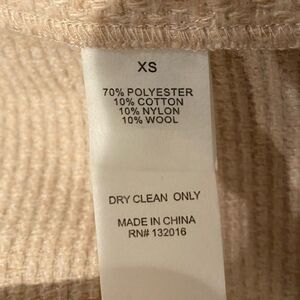 XS
70% POLYESTER
10% COTTON
10% NYLON
10% WOOL
DRY CLEAN ONLY
MADE IN CHINA
RN# 132016